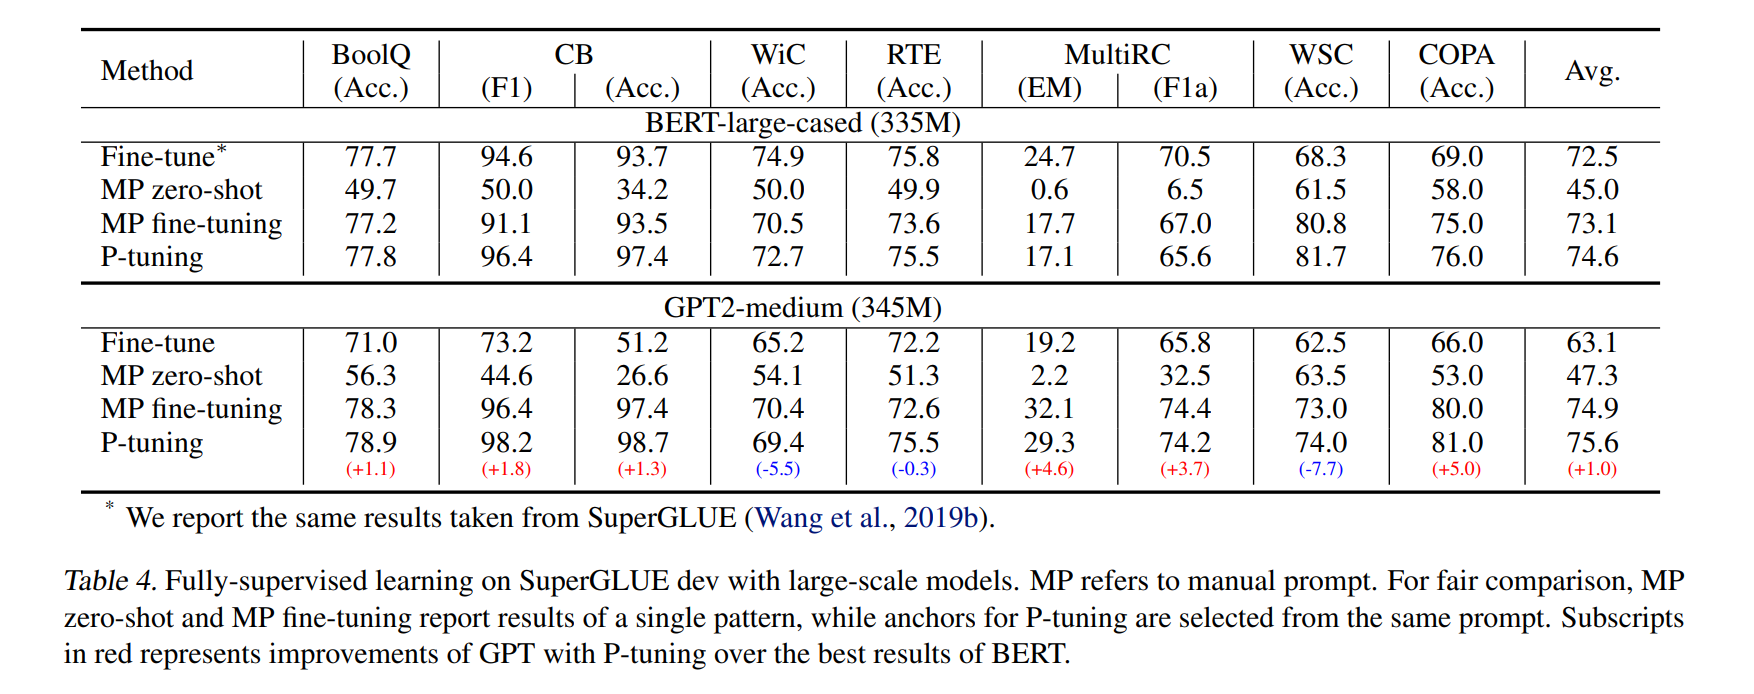 Method BoolQ CB WiC RTE MultiRC WSC COPA Avg.
(Acc.) (F1) (Acc.) (Acc.) (Acc.) (EM) (F1a) (Acc.) (Acc.)
BERT-large-cased (335M)
Fine-tune* 77.7 94.6 93.7 74.9 75.8 24.7 70.5 68.3 69.0 72.5
MP zero-shot 49.7 50.0 34.2 50.0 49.9 0.6 6.5 61.5 58.0 45.0
MP fine-tuning 77.2 91.1 93.5 70.5 73.6 17.7 67.0 80.8 75.0 73.1
P-tuning 77.8 96.4 97.4 72.7 75.5 17.1 65.6 81.7 76.0 74.6
GPT2-medium (345M)
Fine-tune 71.0 73.2 51.2 65.2 72.2 19.2 65.8 62.5 66.0 63.1
MP zero-shot 56.3 44.6 26.6 54.1 51.3 2.2 32.5 63.5 53.0 47.3
MP fine-tuning 78.3 96.4 97.4 70.4 72.6 32.1 74.4 73.0 80.0 74.9
P-tuning 78.9 98.2 98.7 69.4 75.5 29.3 74.2 74.0 81.0 75.6
(+1.1) (+1.8) (+1.3) (-5.5) (-0.3) (+4.6) (+3.7) (-7.7) (+5.0) (+1.0)
* We report the same results taken from SuperGLUE (Wang et al., 2019b).
Table 4. Fully-supervised learning on SuperGLUE dev with large-scale models. MP refers to manual prompt. For fair comparison, MP
zero-shot and MP fine-tuning report results of a single pattern, while anchors for P-tuning are selected from the same prompt. Subscripts
in red represents improvements of GPT with P-tuning over the best results of BERT.